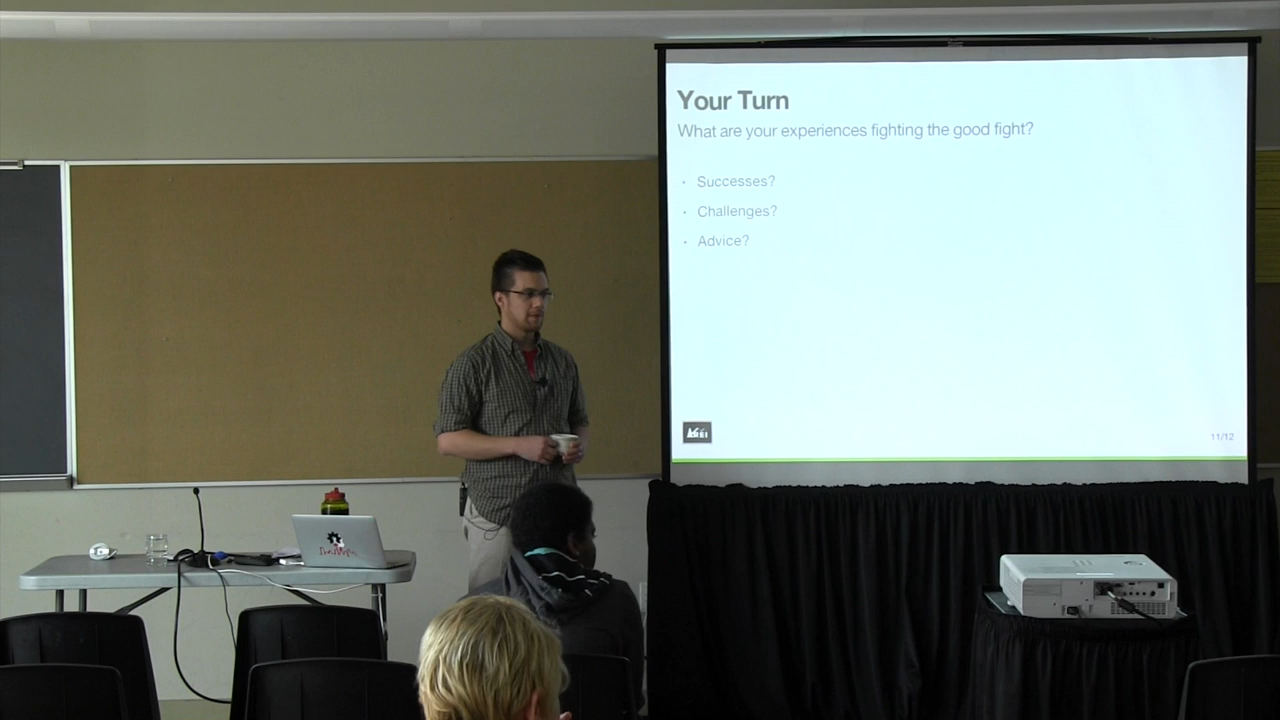 Your Turn
What are your experiences fighting the good fight?
· Successes?
· Challenges?
· Advice?
11/12